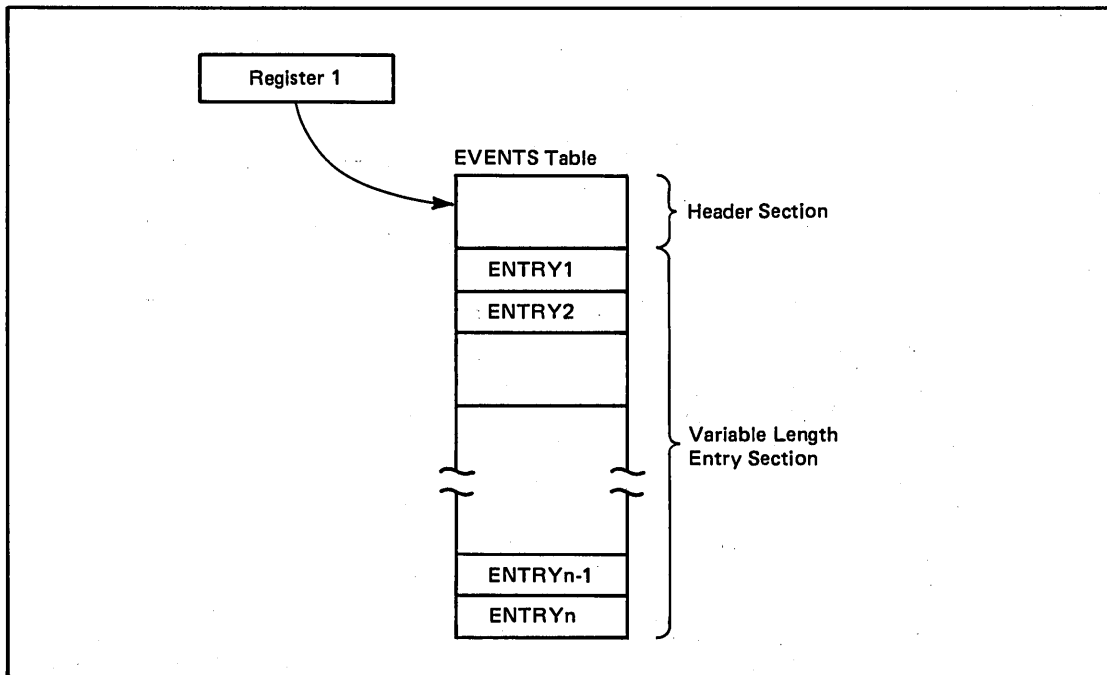 Register 1
EVENTS Table
Header Section
ENTRY1
ENTRY2
Variable Length
Entry Section
ENTRYn-1
ENTRYn